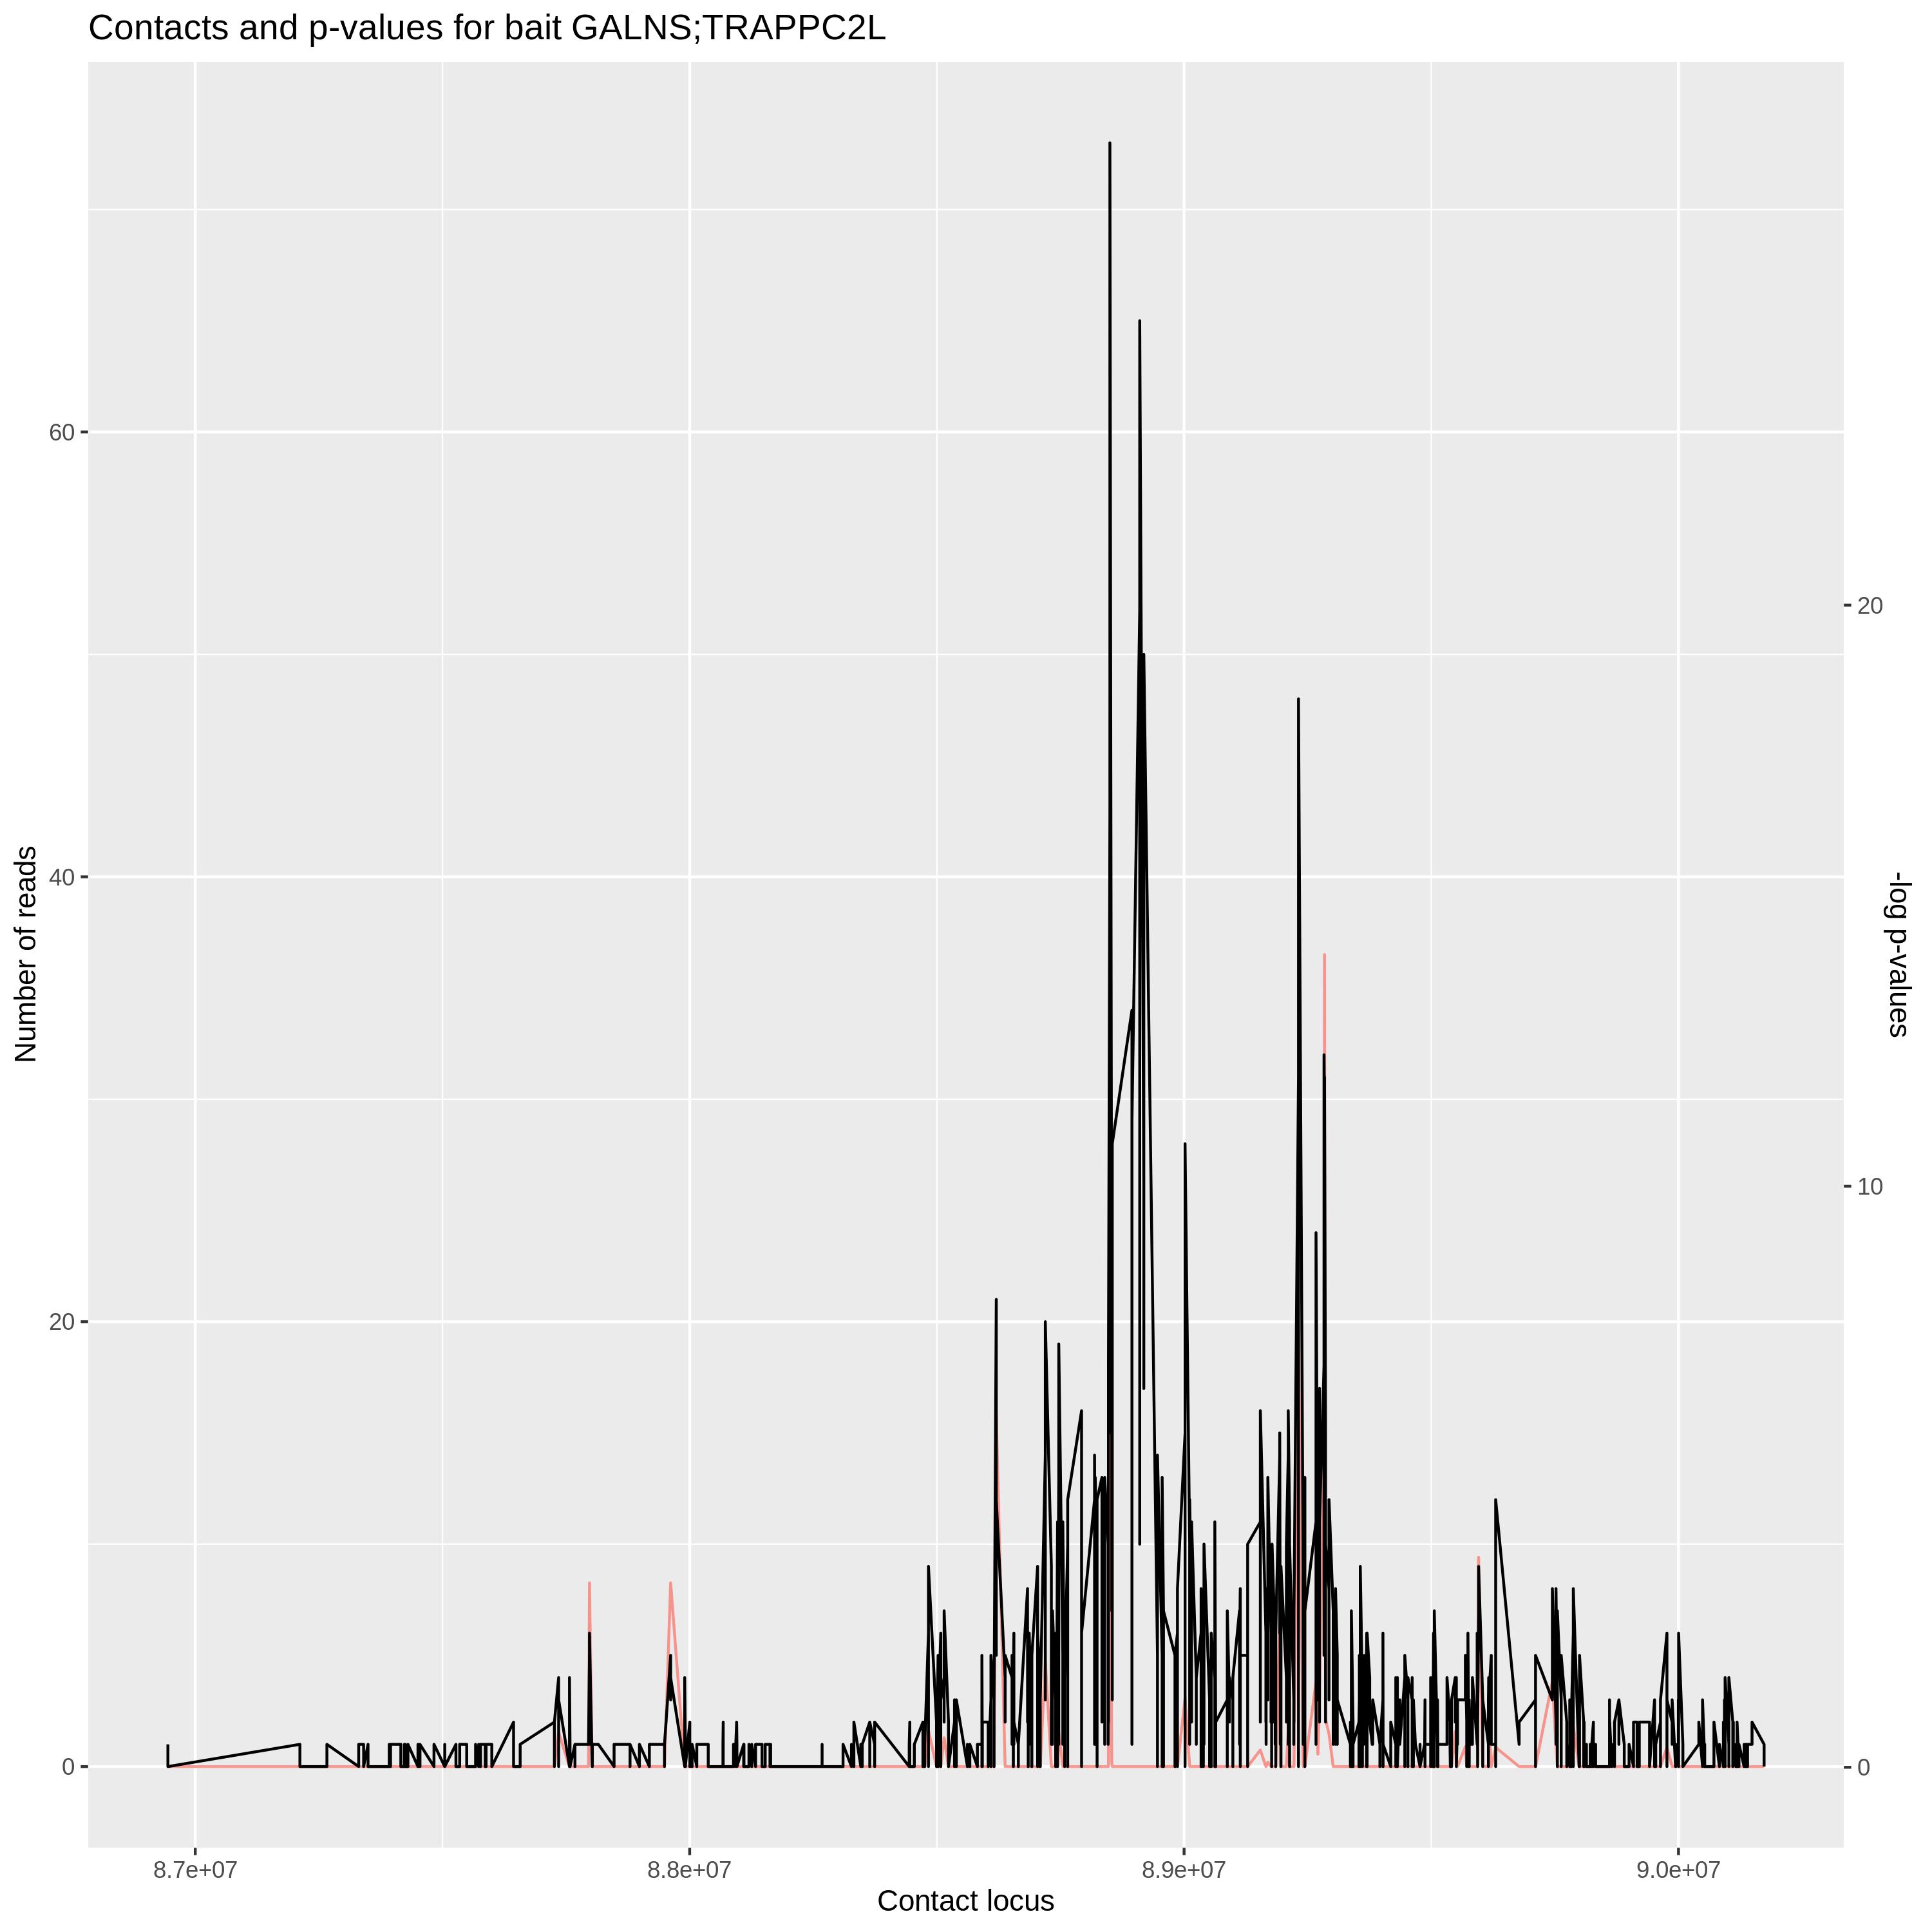 Contacts and p-values for bait GALNS;TRAPPC2L
Number of reads
60
40
20
0
20
10
0
-log p-values
8.7e+07
8.8e+07
8.9e+07
9.0e+07
Contact locus